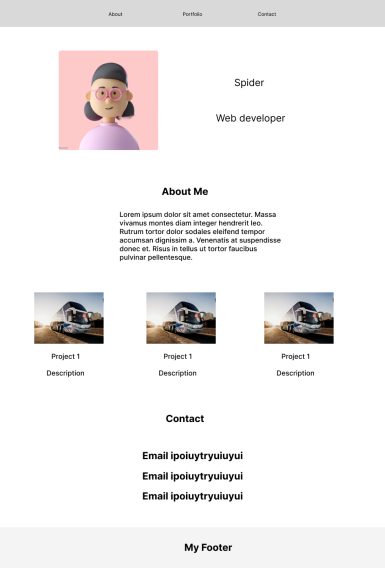 About
Portfolio
Contact
Spider
Web developer
About Me
Lorem ipsum dolor sit amet consectetur. Massa
vivamus montes diam integer hendrerit leo.
Rutrum tortor dolor sodales eleifend tempor
accumsan dignissim a. Venenatis at suspendisse
donec et. Risus in tellus ut tortor faucibus
pulvinar pellentesque.
Project 1
Project 1
Project 1
Description
Description
Description
Contact
Email ipoiuytryuiuyui
Email ipoiuytryuiuyui
Email ipoiuytryuiuyui
My Footer